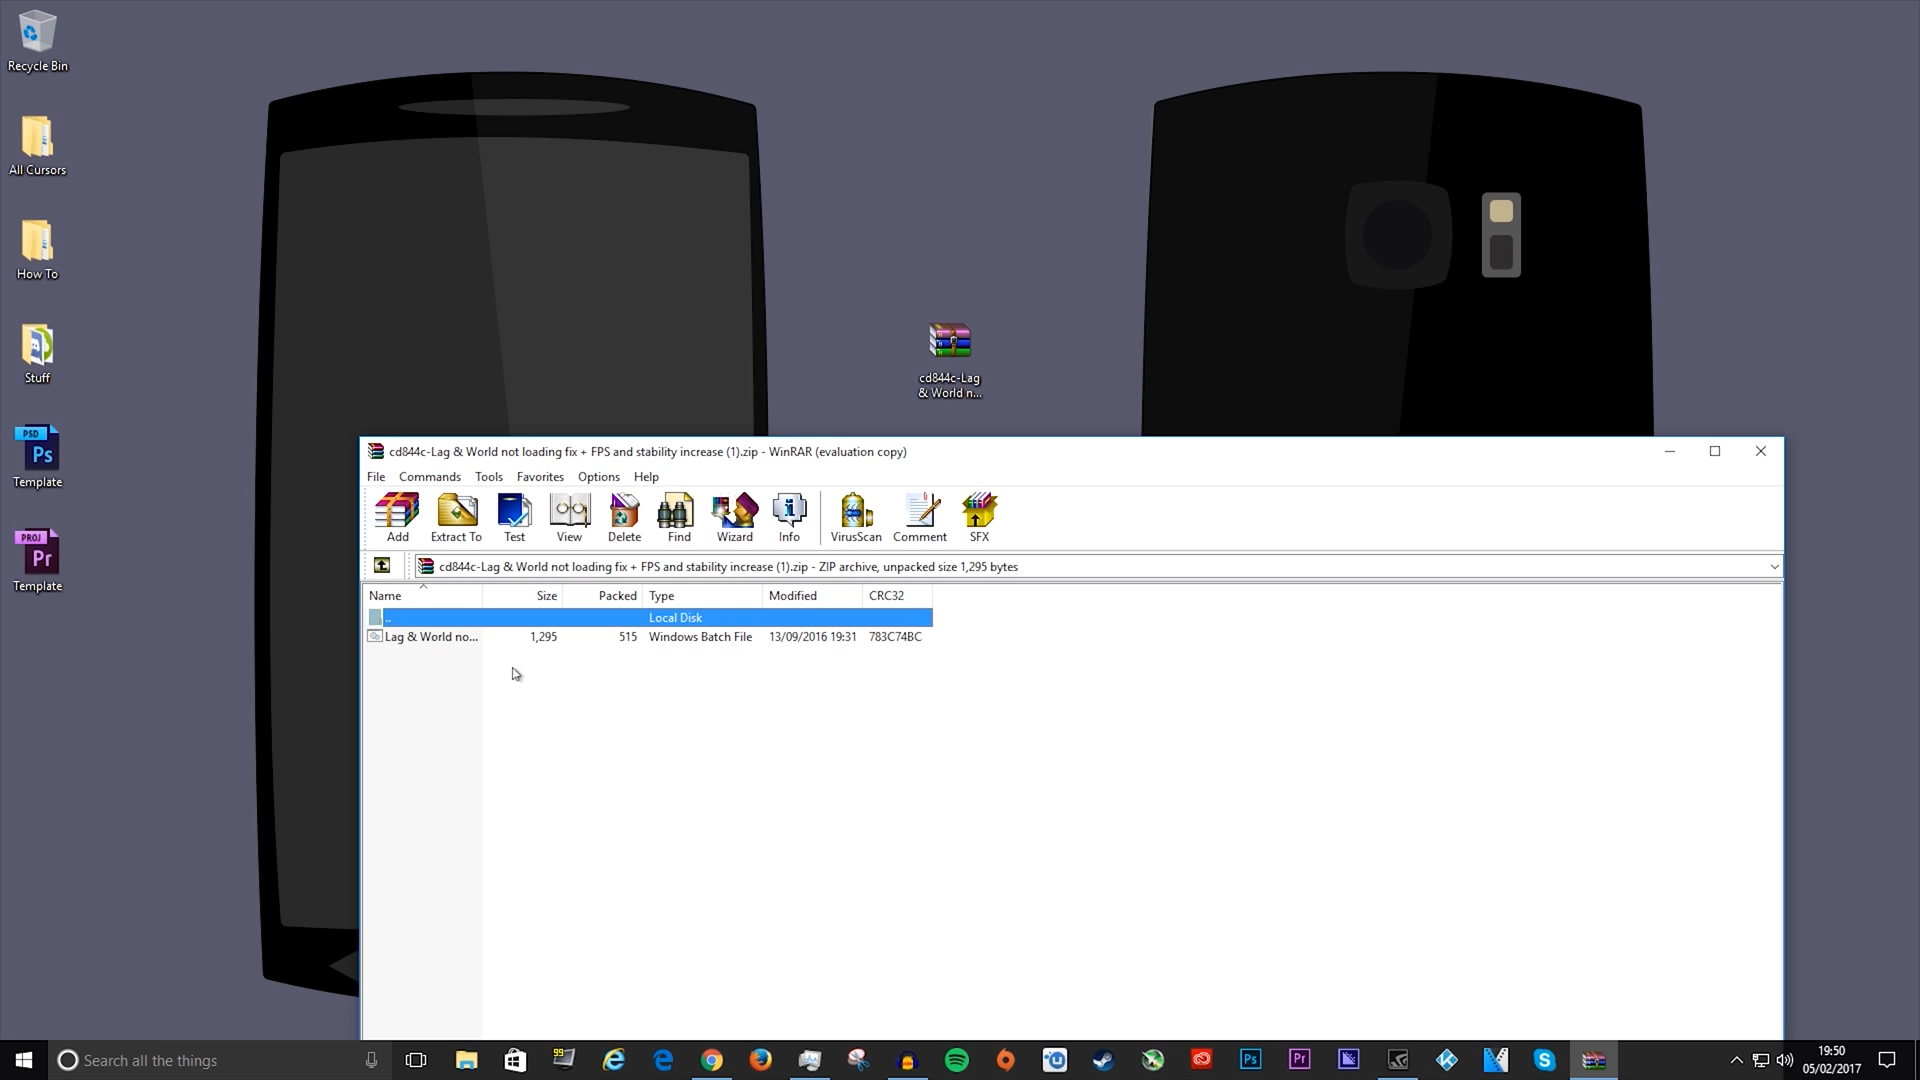 Recycle Bin
All Cursors
How To
Stuff
PSD
Ps
Template
PROJ
Pr
Template
cd844c-Lag
& World n...
cd844c-Lag & World not loading fix + FPS and stability increase (1).zip - WinRAR (evaluation copy)
File Commands Tools Favorites Options Help
Add Extract To Test View Delete Find Wizard Info VirusScan Comment SFX
cd844c-Lag & World not loading fix + FPS and stability increase (1).zip - ZIP archive, unpacked size 1,295 bytes
Name Size Packed Type Modified CRC32
.. Local Disk
Lag & World no... 1,295 515 Windows Batch File 13/09/2016 19:31 783C74BC
Search all the things
99
Ps
Pr
19:50
05/02/2017